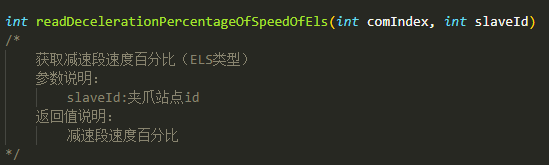 int readDecelerationPercentageOfSpeedOfEls(int comIndex, int slaveId)
/*
获取减速段速度百分比（ELS类型）
参数说明：
slaveId:夹爪站点id
返回值说明：
减速段速度百分比
*/